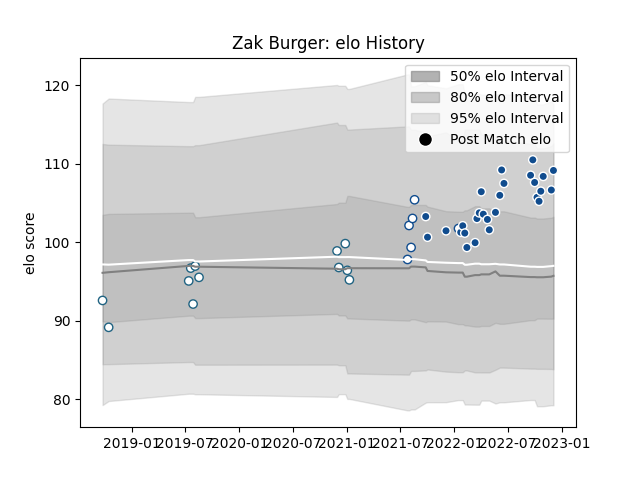 Zak Burger: elo History
120
110
100
90
80
elo score
50% elo Interval
80% elo Interval
95% elo Interval
Post Match elo
2019-01
2019-07
2020-01
2020-07
2021-01
2021-07
2022-01
2022-07
2023-01